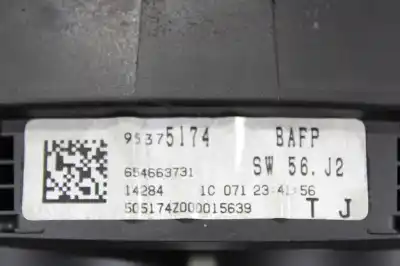 95375174 BAFP
654663731 SW 56.J2
14284 1C 071 23:41:56
505174Z000015639 T J